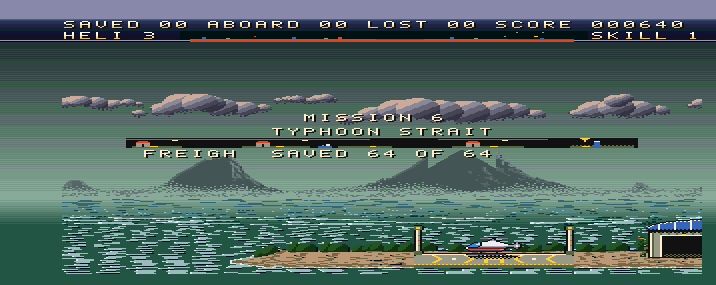 SAVED 00 ABOARD 00 LOST 00 SCORE 000640
HELI 3 SKILL 1
MISSION 6
TYPHOON STRAIT
FREIGH SAVED 64 OF 64